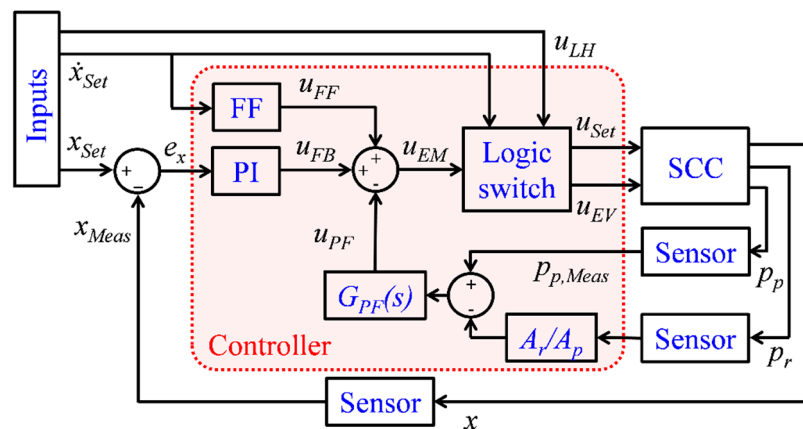 Inputs
ẋ_Set
x_Set
e_x
x_Meas
FF
PI
u_FF
u_FB
u_PF
u_EM
u_LH
Logic
switch
u_Set
u_EV
SCC
G_PF(s)
p_p,Meas
Sensor
p_p
A_r/A_p
Sensor
p_r
Controller
Sensor
x
+
−
+
+
-
+
-